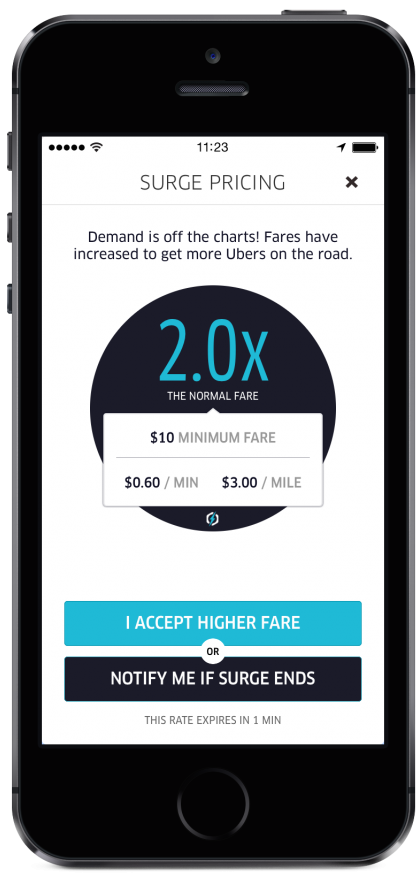 11:23
SURGE PRICING
Demand is off the charts! Fares have
increased to get more Ubers on the road.
2.0x
THE NORMAL FARE
$10 MINIMUM FARE
$0.60 / MIN $3.00 / MILE
I ACCEPT HIGHER FARE
OR
NOTIFY ME IF SURGE ENDS
THIS RATE EXPIRES IN 1 MIN